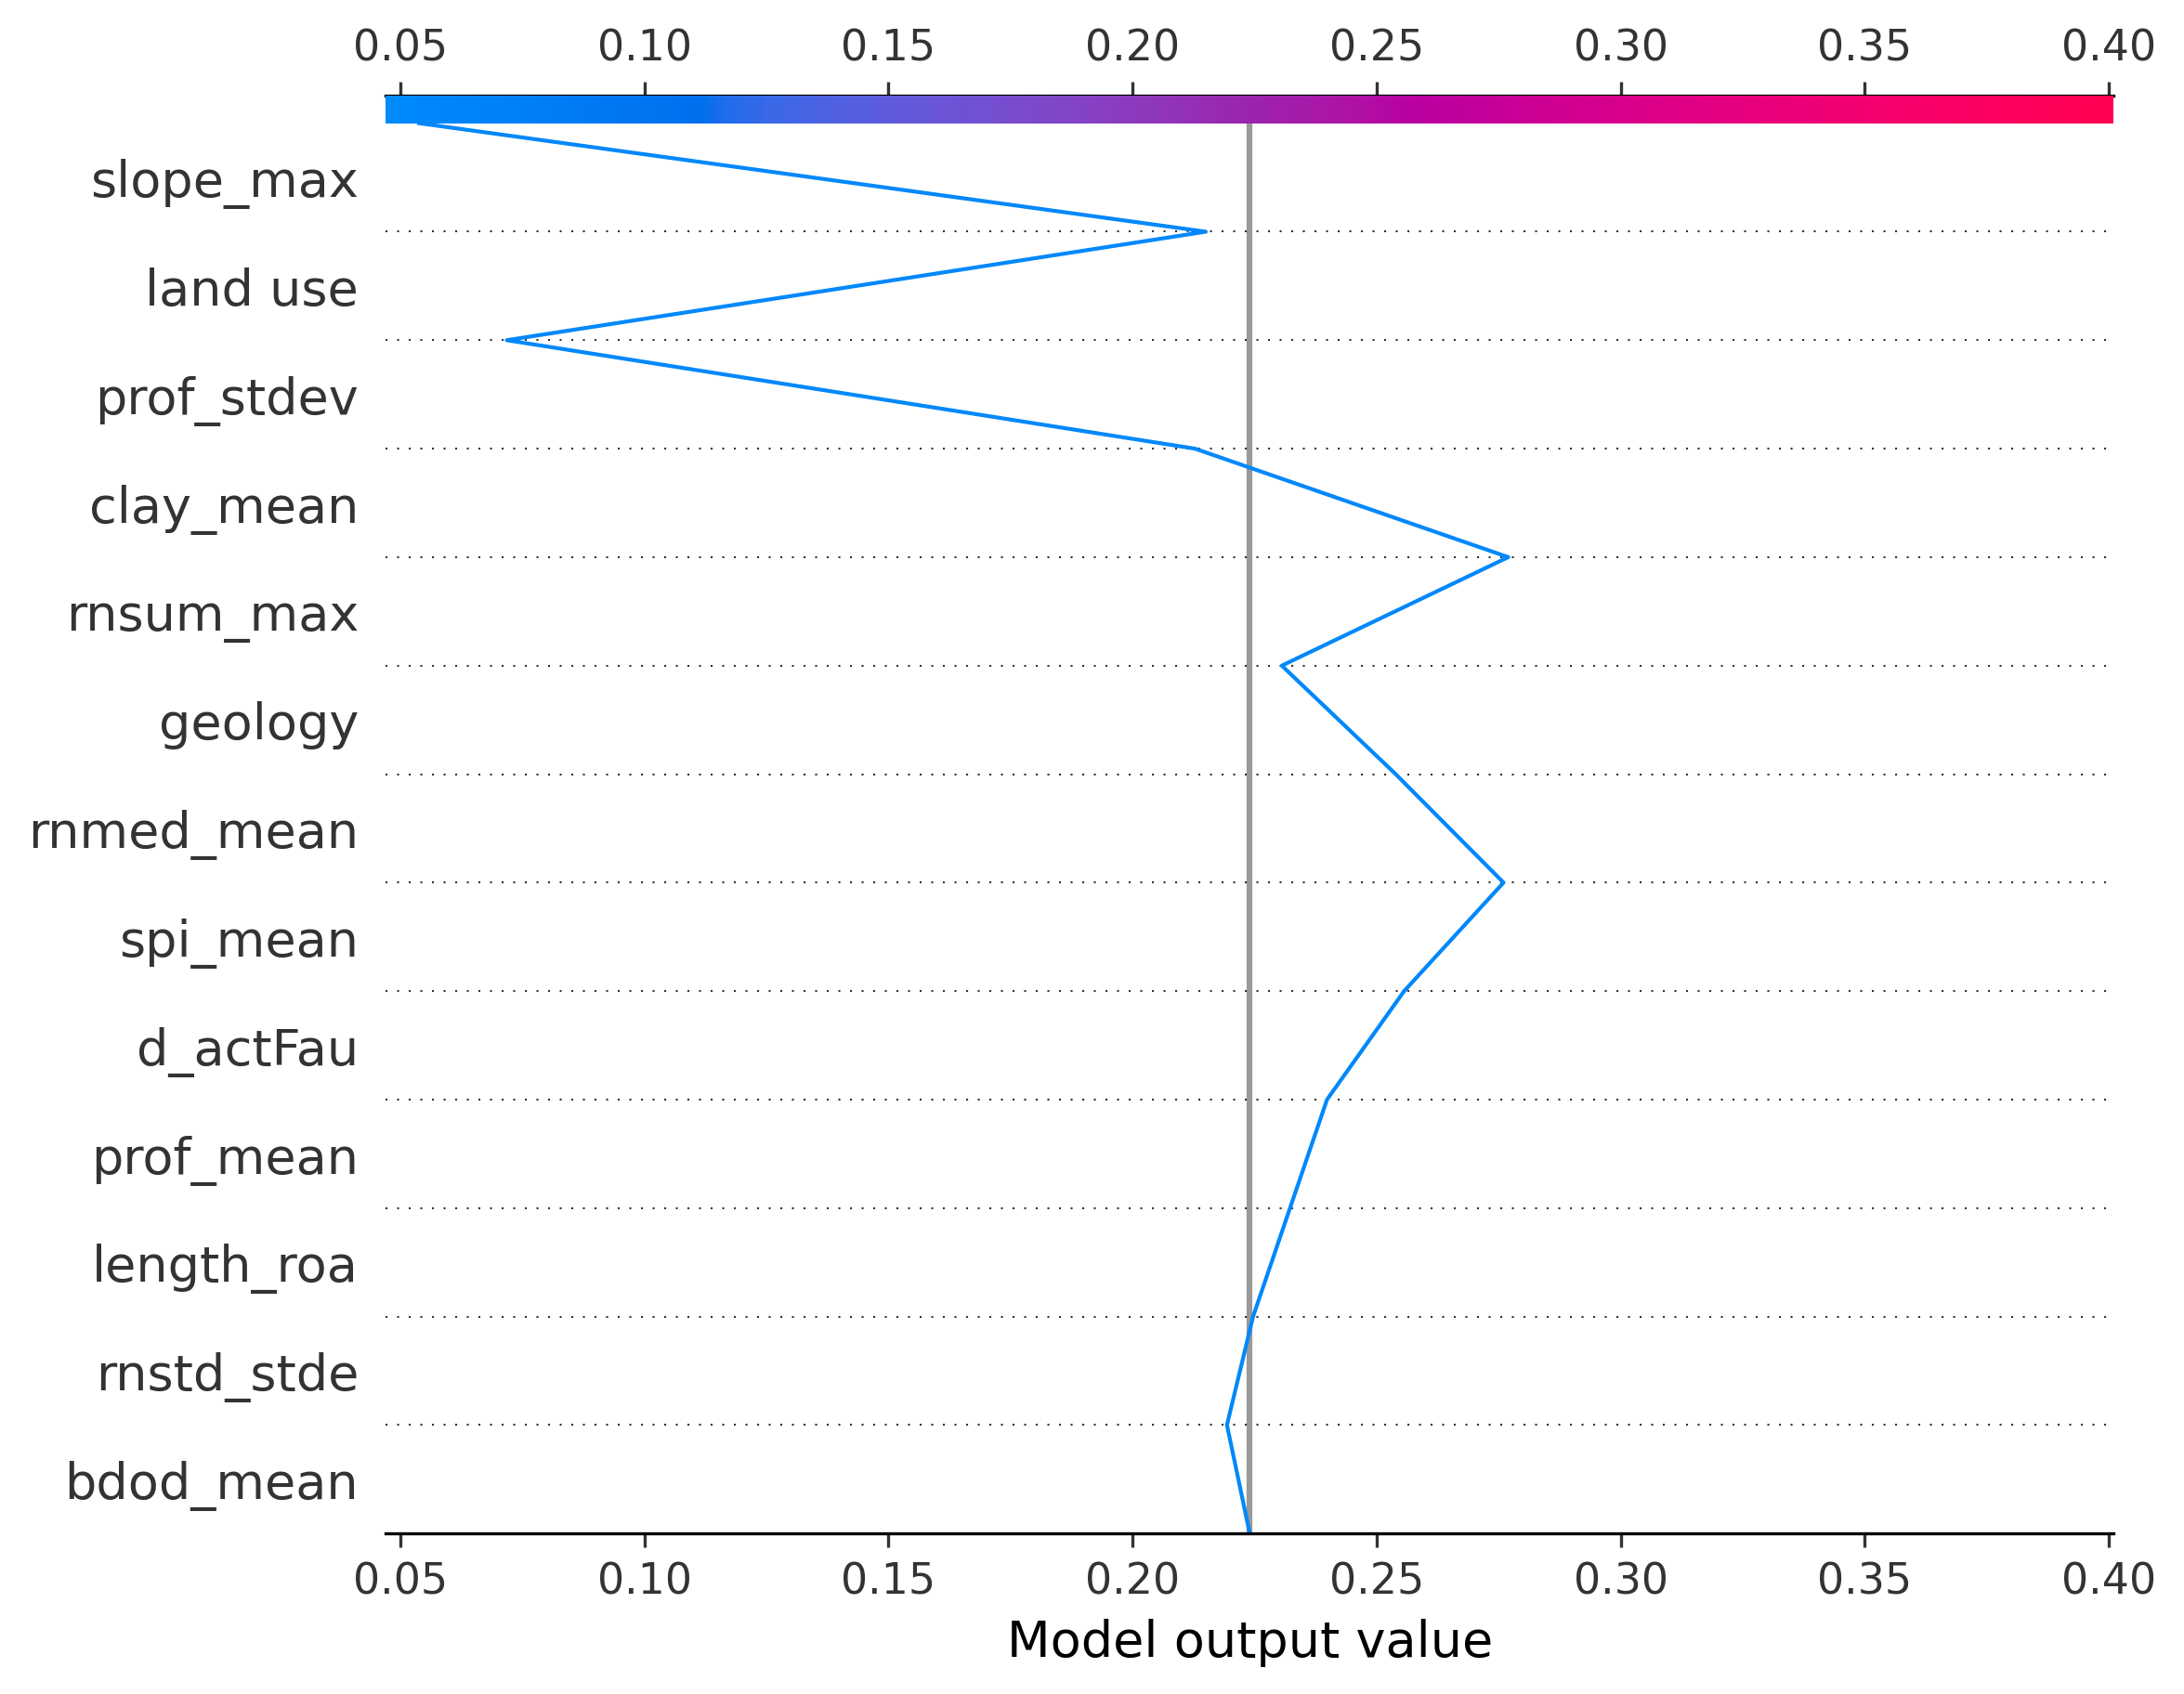 0.05 0.10 0.15 0.20 0.25 0.30 0.35 0.40
slope_max
land use
prof_stdev
clay_mean
rnsum_max
geology
rnmed_mean
spi_mean
d_actFau
prof_mean
length_roa
rnstd_stde
bdod_mean
0.05 0.10 0.15 0.20 0.25 0.30 0.35 0.40
Model output value